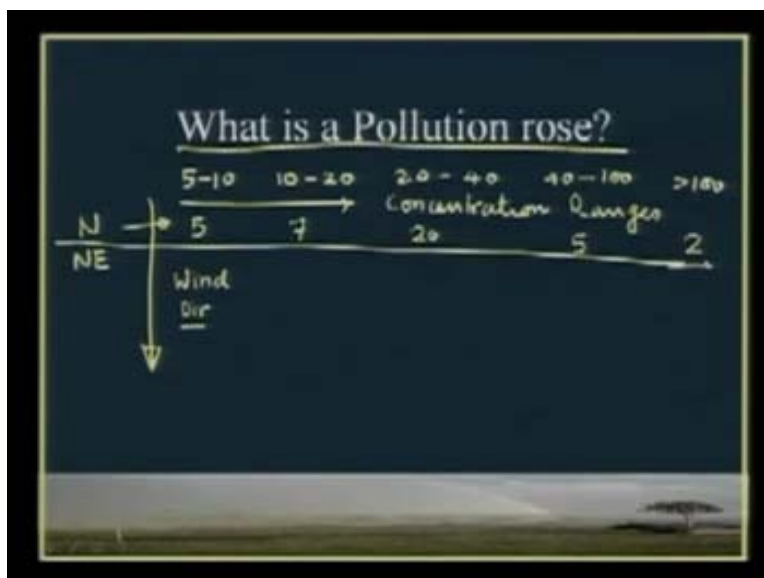 What is a Pollution rose?
5-10 10-20 20-40 40-100 >100
Concentration Ranges
N 5 7 20 5 2
NE
Wind
Dir